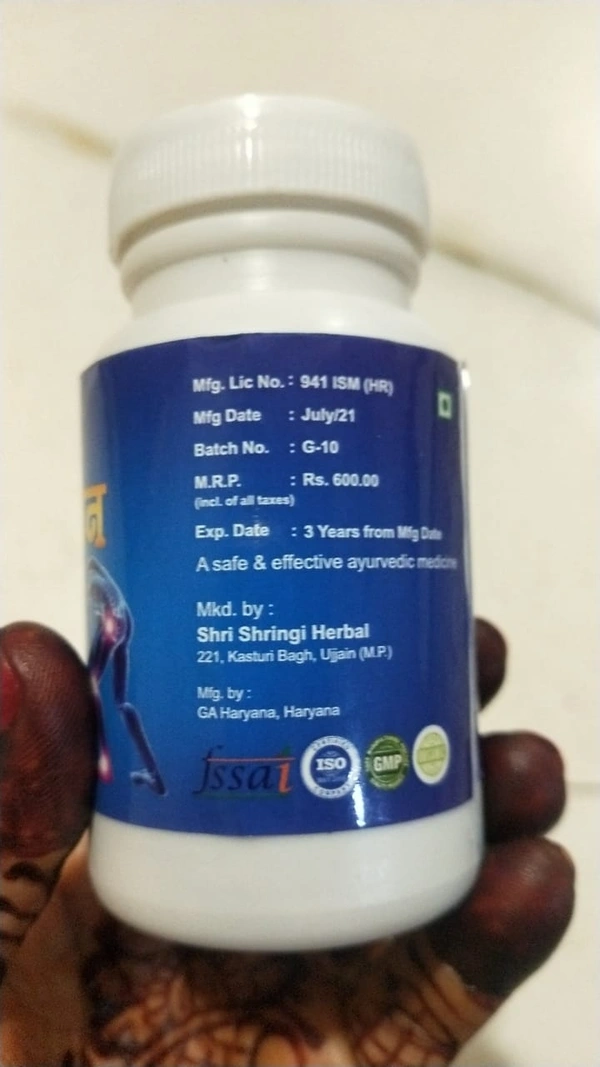 Mfg. Lic No. : 941 ISM (HR)
Mfg Date : July/21
Batch No. : G-10
M.R.P. : Rs. 600.00
(incl. of all taxes)
Exp. Date : 3 Years from Mfg Date
A safe & effective ayurvedic medicine
Mkd. by :
Shri Shringi Herbal
221, Kasturi Bagh, Ujjain (M.P.)
Mfg. by :
GA Haryana, Haryana
fssai
ISO
GMP